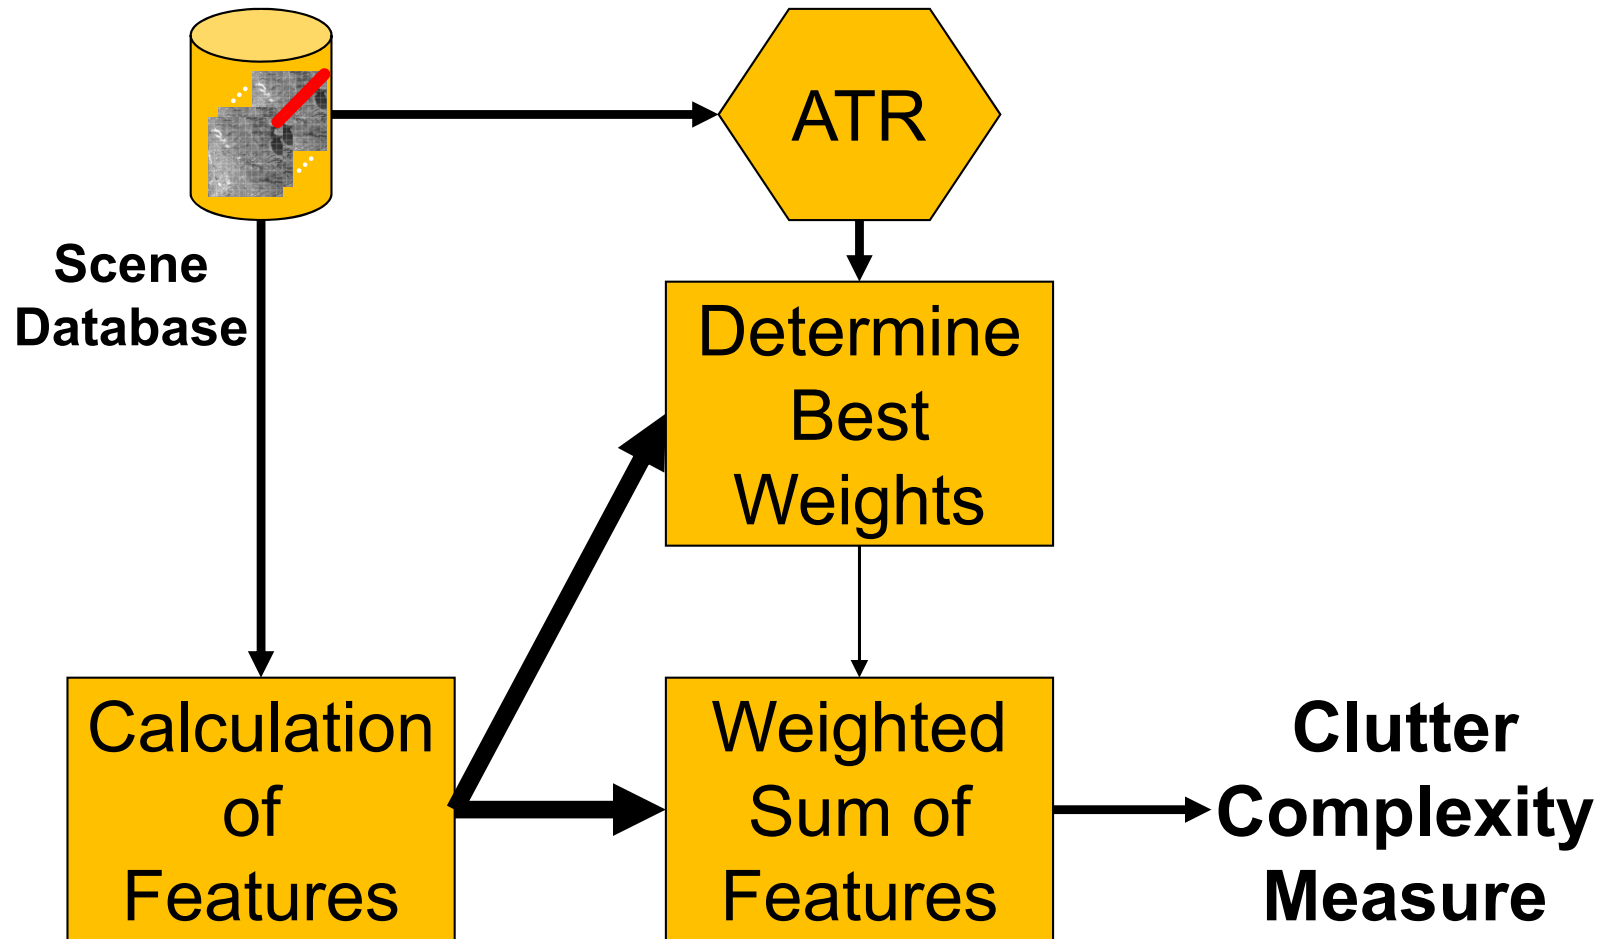 ATR
Scene
Database
Determine
Best
Weights
Calculation
of
Features
Weighted
Sum of
Features
Clutter
Complexity
Measure